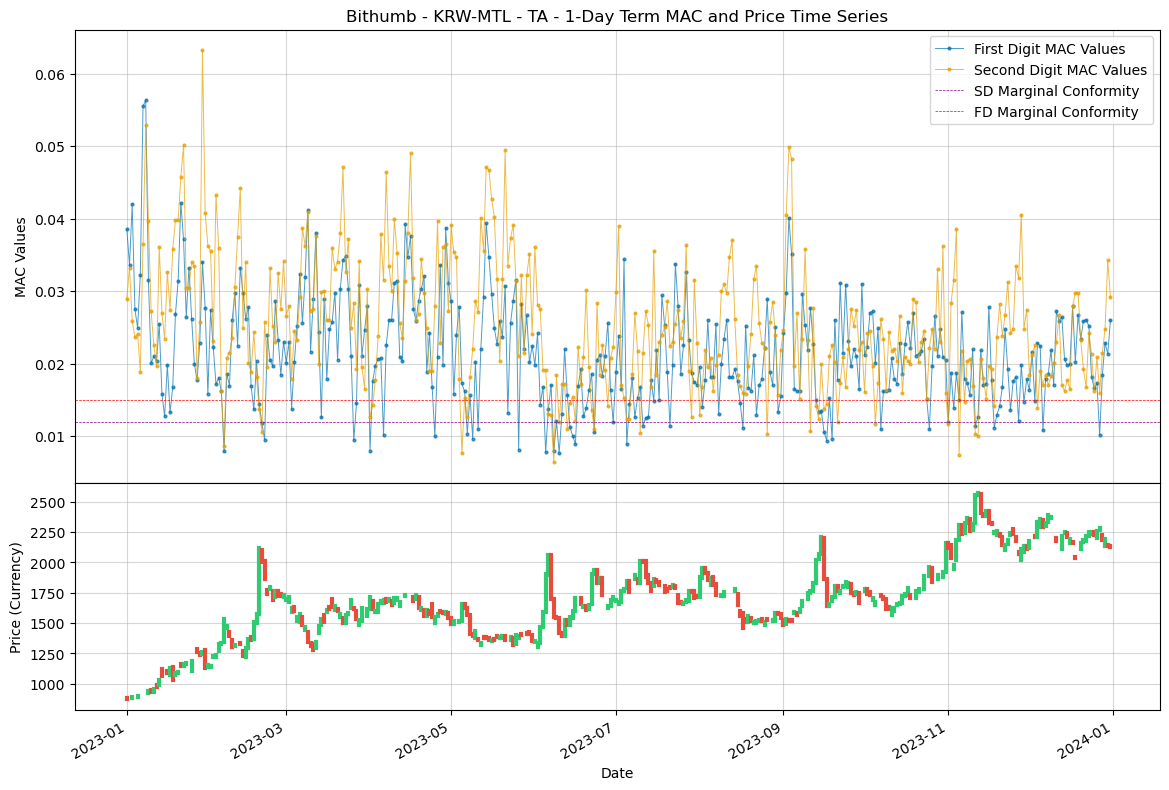 Bithumb - KRW-MTL - TA - 1-Day Term MAC and Price Time Series
First Digit MAC Values
Second Digit MAC Values
SD Marginal Conformity
FD Marginal Conformity
MAC Values
0.06
0.05
0.04
0.03
0.02
0.01
Price (Currency)
2500
2250
2000
1750
1500
1250
1000
2023-01
2023-03
2023-05
2023-07
2023-09
2023-11
2024-01
Date